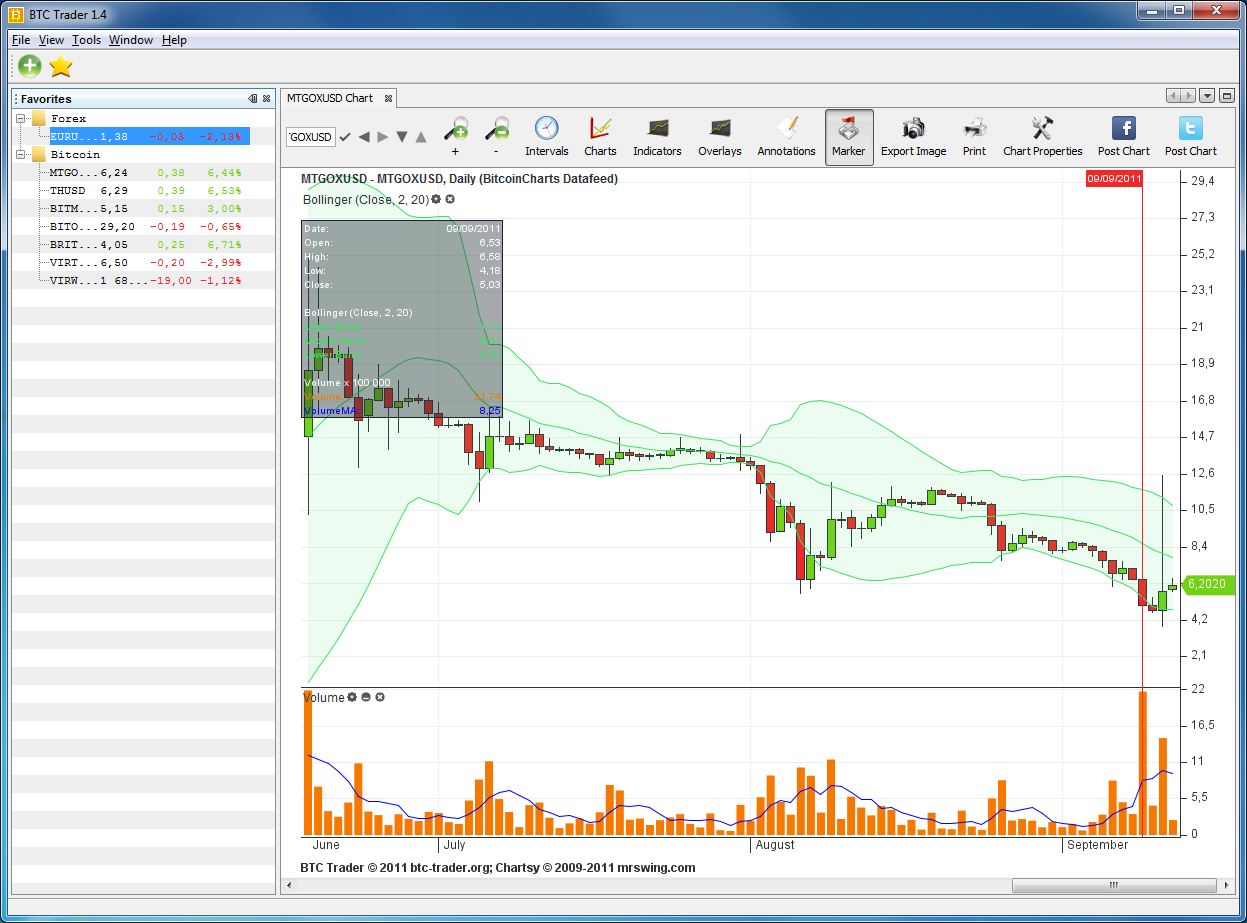 BTC Trader 1.4
File View Tools Window Help
Favorites
Forex
EURU...1,38 -0,03 -2,13%
Bitcoin
MTGO...6,24 0,38 6,44%
THUSD 6,29 0,39 6,53%
BITM...5,15 0,15 3,00%
BITO...29,20 -0,19 -0,65%
BRIT...4,05 0,25 6,71%
VIRT...6,50 -0,20 -2,99%
VIRW...1 68...-19,00 -1,12%
MTGOXUSD Chart
GOXUSD + - Intervals Charts Indicators Overlays Annotations Marker Export Image Print Chart Properties Post Chart Post Chart
MTGOXUSD - MTGOXUSD, Daily (BitcoinCharts Datafeed)
09/09/2011
Bollinger (Close, 2, 20)
Date: 09/09/2011
Open: 6,53
High: 6,58
Low: 4,18
Close: 5,03
Bollinger (Close, 2, 20)
Volume x 100 000
Volume 21,74
VolumeMA: 8,25
29,4
27,3
25,2
23,1
21
18,9
16,8
14,7
12,6
10,5
8,4
6,2020
4,2
2,1
Volume
22
16,5
11
5,5
0
June July August September
BTC Trader © 2011 btc-trader.org; Chartsy © 2009-2011 mrswing.com